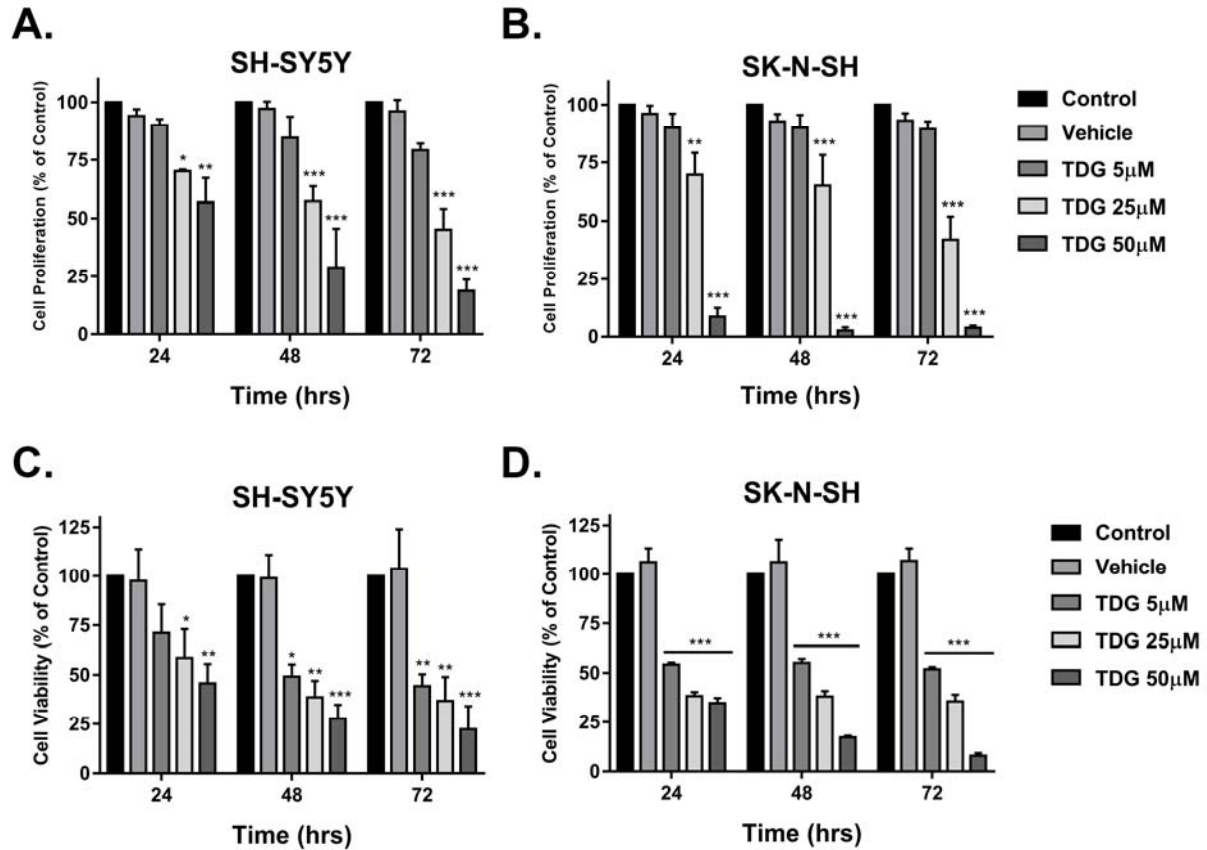 A.
SH-SY5Y
Cell Proliferation (% of Control)
100
75
50
25
0
*
**
***
***
***
***
24
48
72
Time (hrs)
B.
SK-N-SH
Cell Proliferation (% of Control)
100
75
50
25
0
**
***
***
***
***
***
24
48
72
Time (hrs)
Control
Vehicle
TDG 5μM
TDG 25μM
TDG 50μM
C.
SH-SY5Y
Cell Viability (% of Control)
125
100
75
50
25
0
*
**
*
**
***
**
**
***
24
48
72
Time (hrs)
D.
SK-N-SH
Cell Viability (% of Control)
125
100
75
50
25
0
***
***
***
24
48
72
Time (hrs)
Control
Vehicle
TDG 5μM
TDG 25μM
TDG 50μM